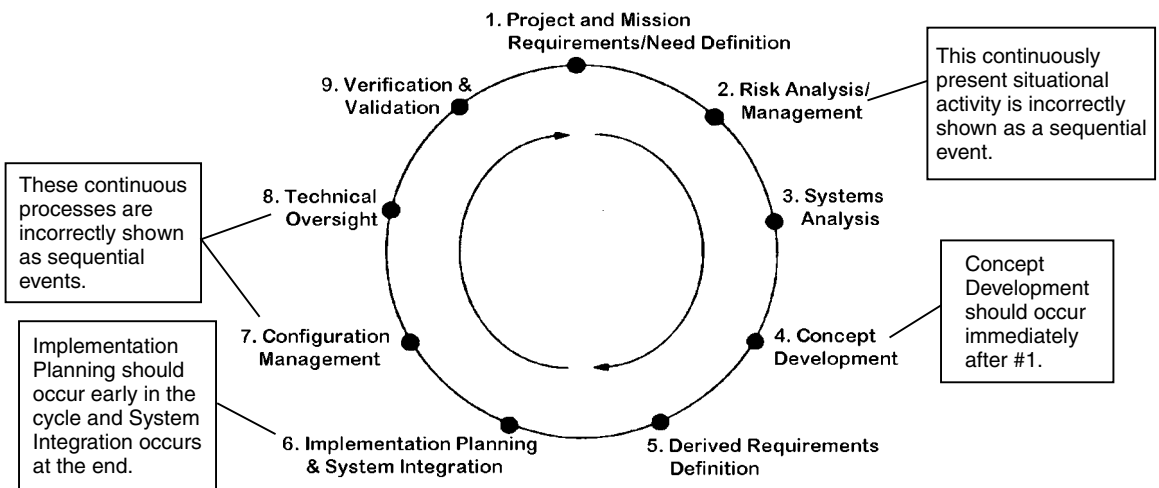 1. Project and Mission
Requirements/Need Definition
2. Risk Analysis/
Management
This continuously
present situational
activity is incorrectly
shown as a sequential
event.
3. Systems
Analysis
4. Concept
Development
Concept
Development
should occur
immediately
after #1.
5. Derived Requirements
Definition
6. Implementation Planning
& System Integration
Implementation
Planning should
occur early in the
cycle and System
Integration occurs
at the end.
7. Configuration
Management
8. Technical
Oversight
These continuous
processes are
incorrectly shown
as sequential
events.
9. Verification &
Validation